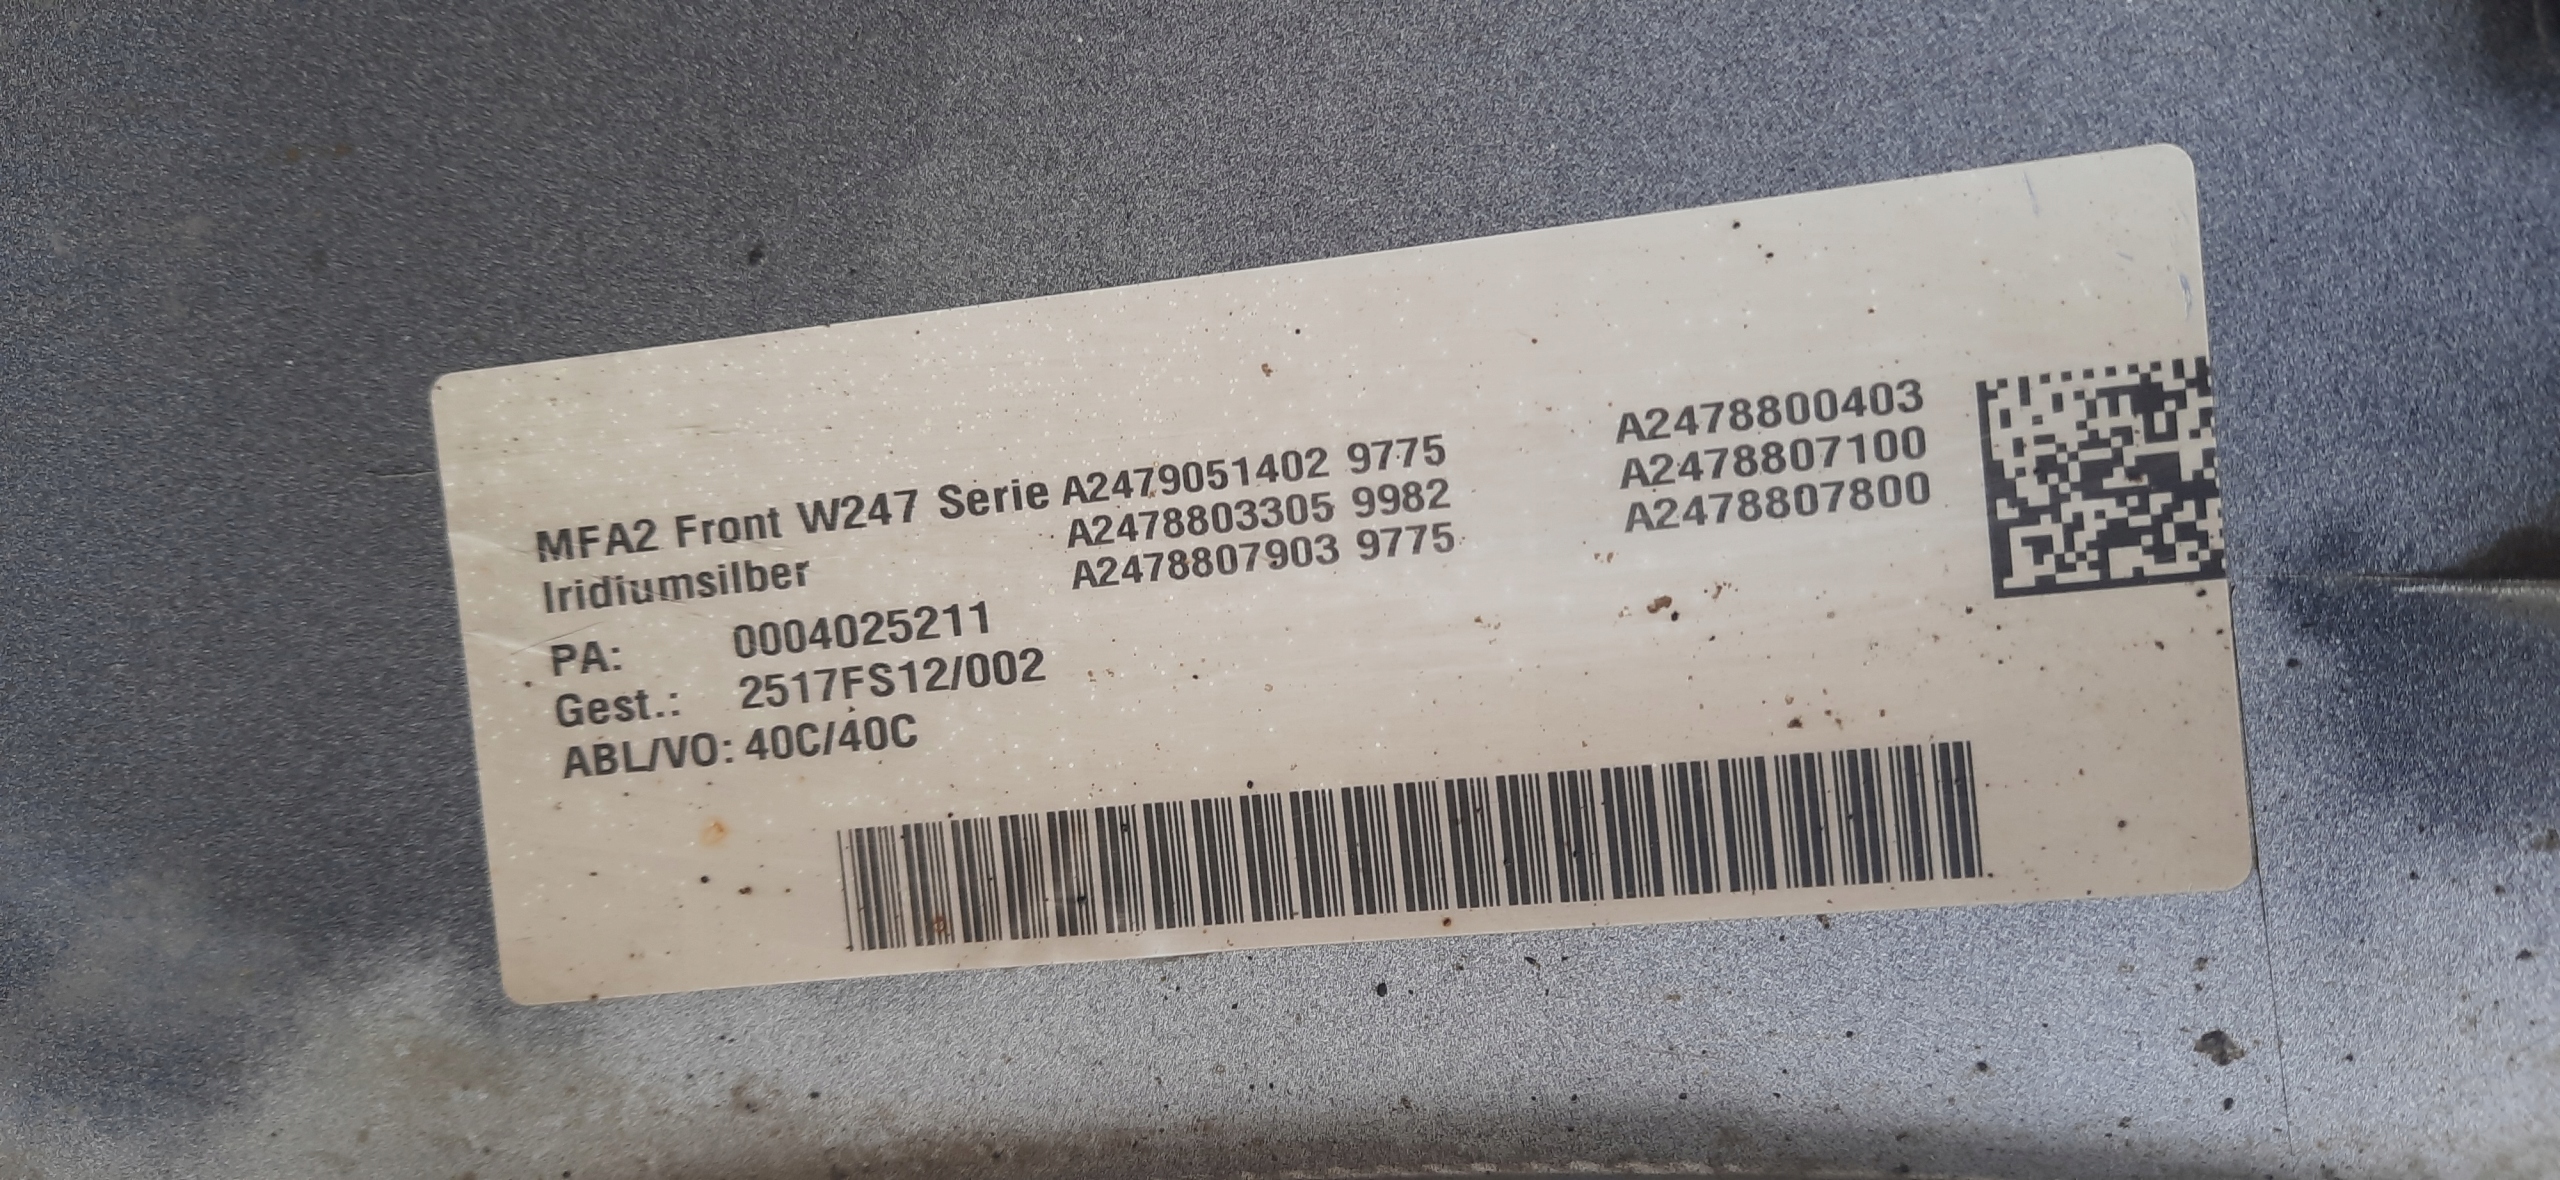 MFA2 Front W247 Serie A2479051402 9775 A2478800403
Iridiumsilber A2478803305 9982 A2478807100
A2478807903 9775 A2478807800
PA: 0004025211
Gest.: 2517FS12/002
ABL/VO: 40C/40C